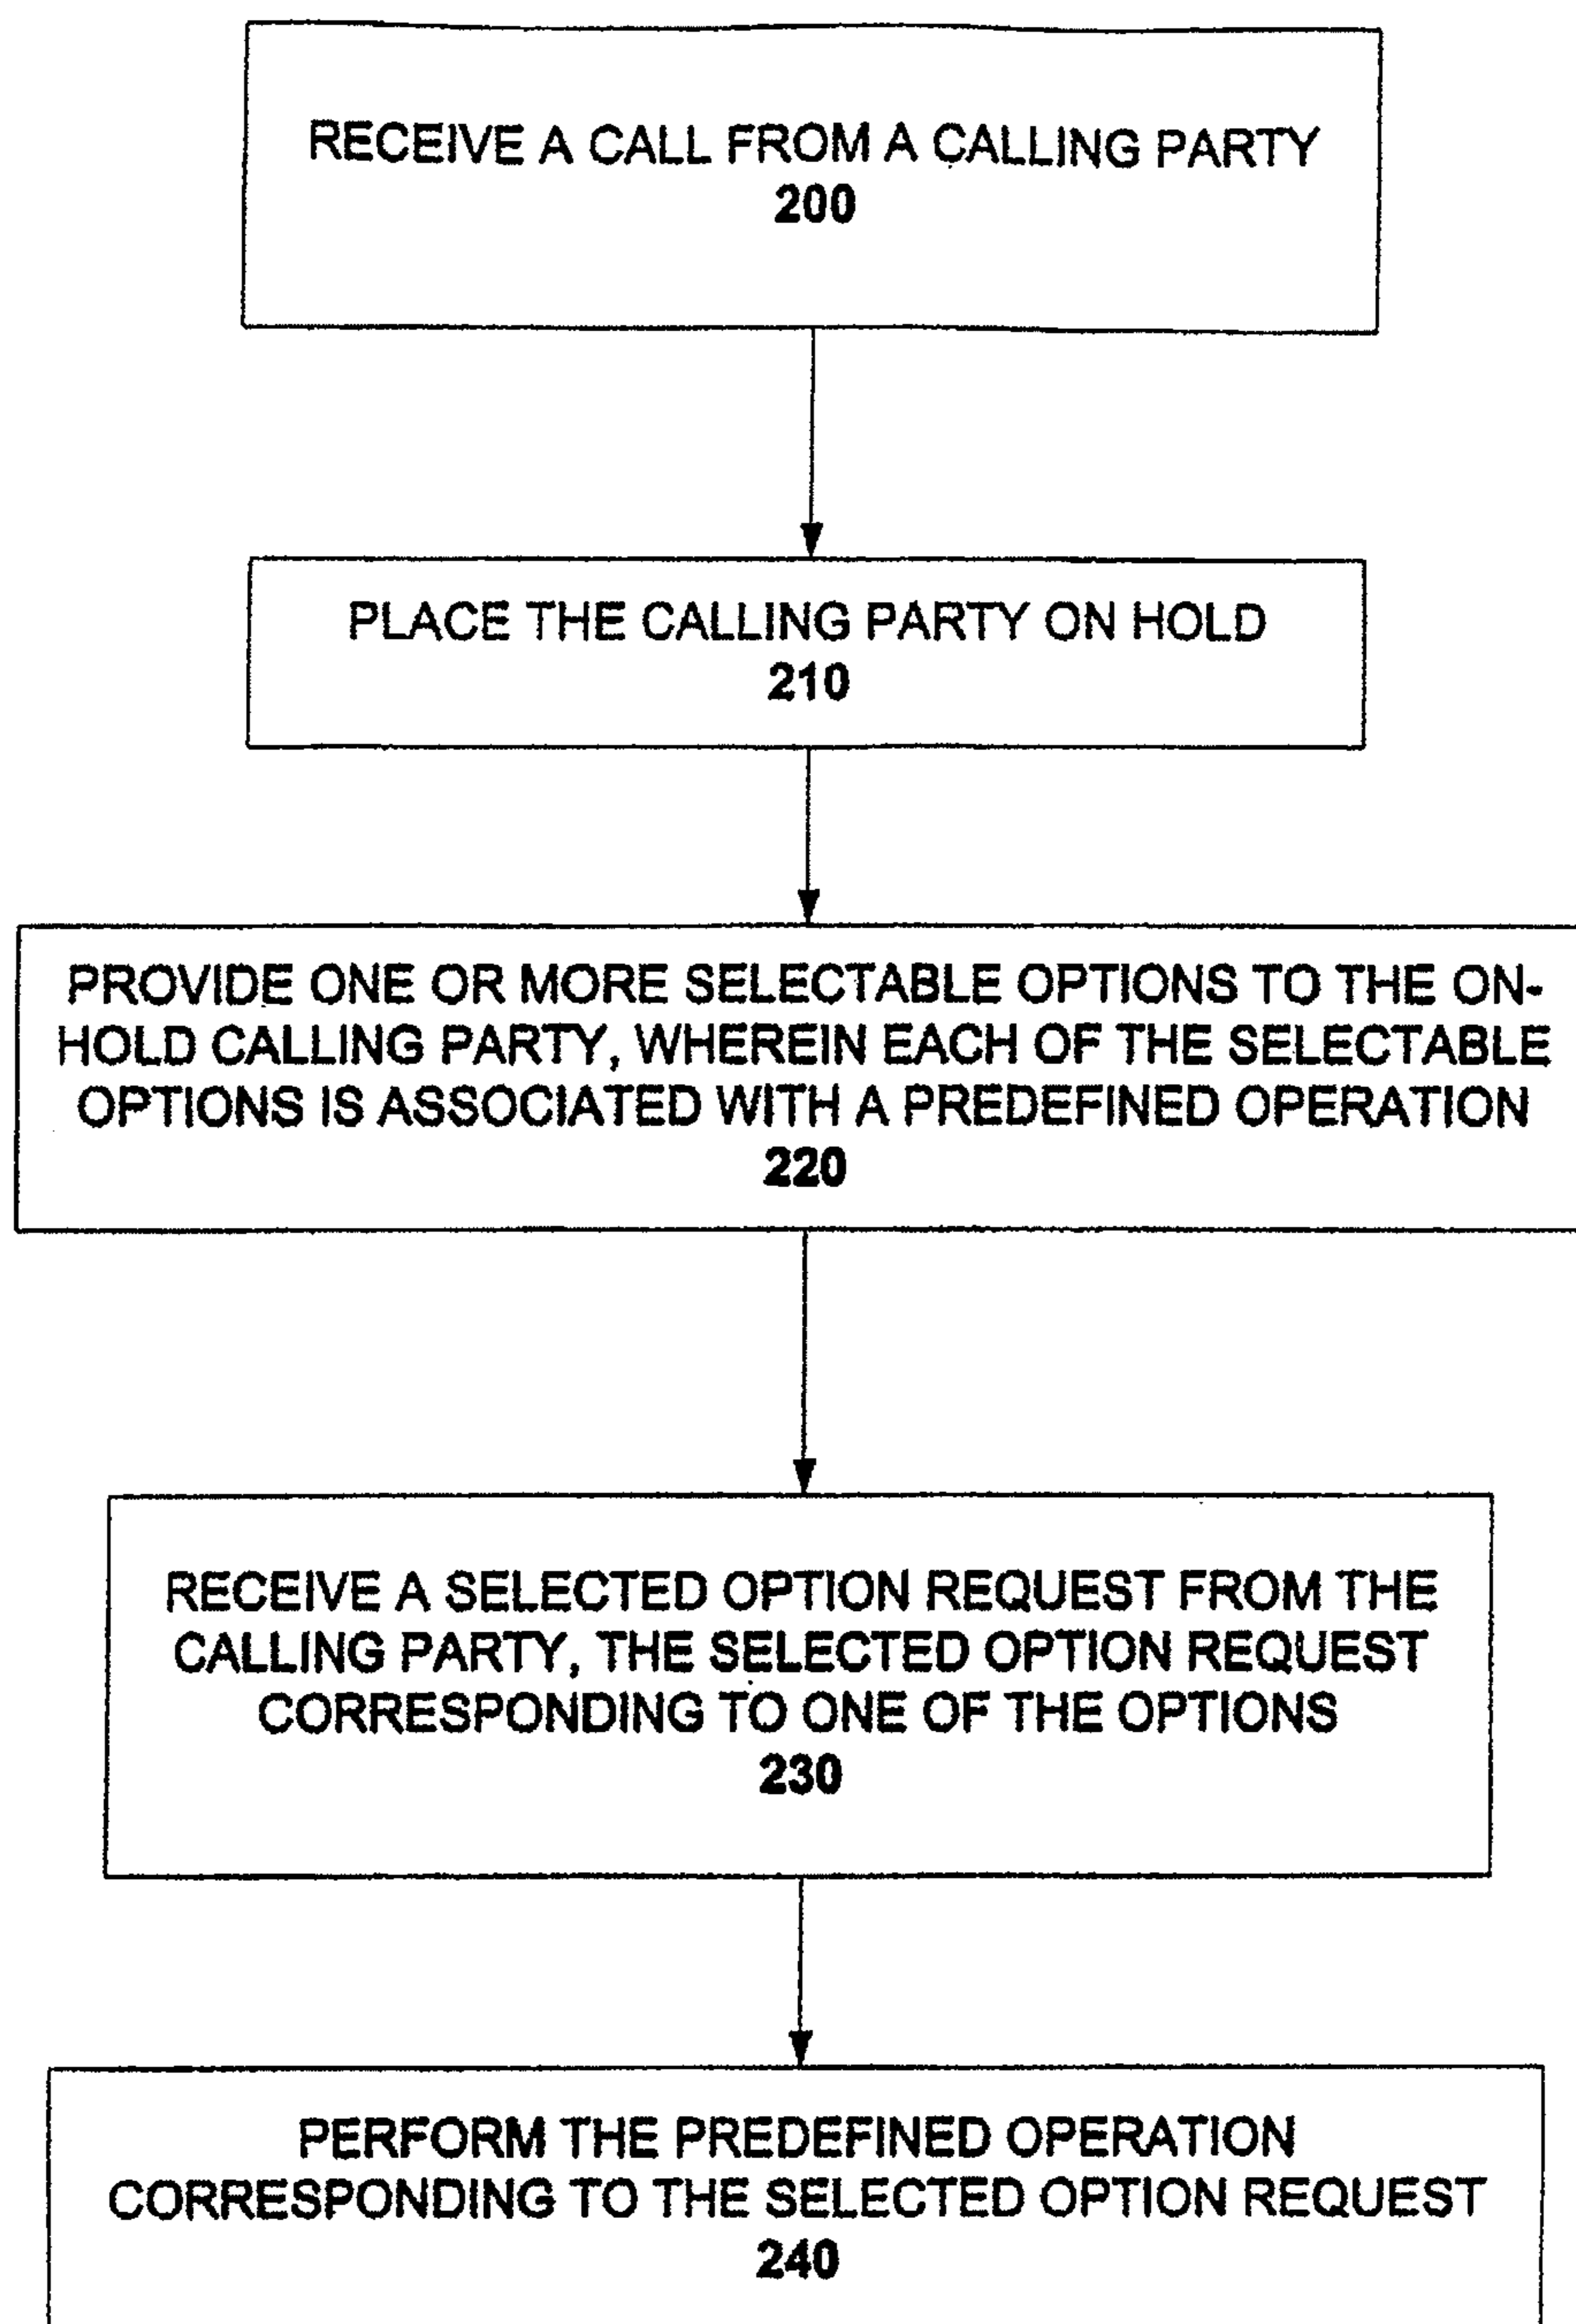 RECEIVE A CALL FROM A CALLING PARTY
200
PLACE THE CALLING PARTY ON HOLD
210
PROVIDE ONE OR MORE SELECTABLE OPTIONS TO THE ON-
HOLD CALLING PARTY, WHEREIN EACH OF THE SELECTABLE
OPTIONS IS ASSOCIATED WITH A PREDEFINED OPERATION
220
RECEIVE A SELECTED OPTION REQUEST FROM THE
CALLING PARTY, THE SELECTED OPTION REQUEST
CORRESPONDING TO ONE OF THE OPTIONS
230
PERFORM THE PREDEFINED OPERATION
CORRESPONDING TO THE SELECTED OPTION REQUEST
240